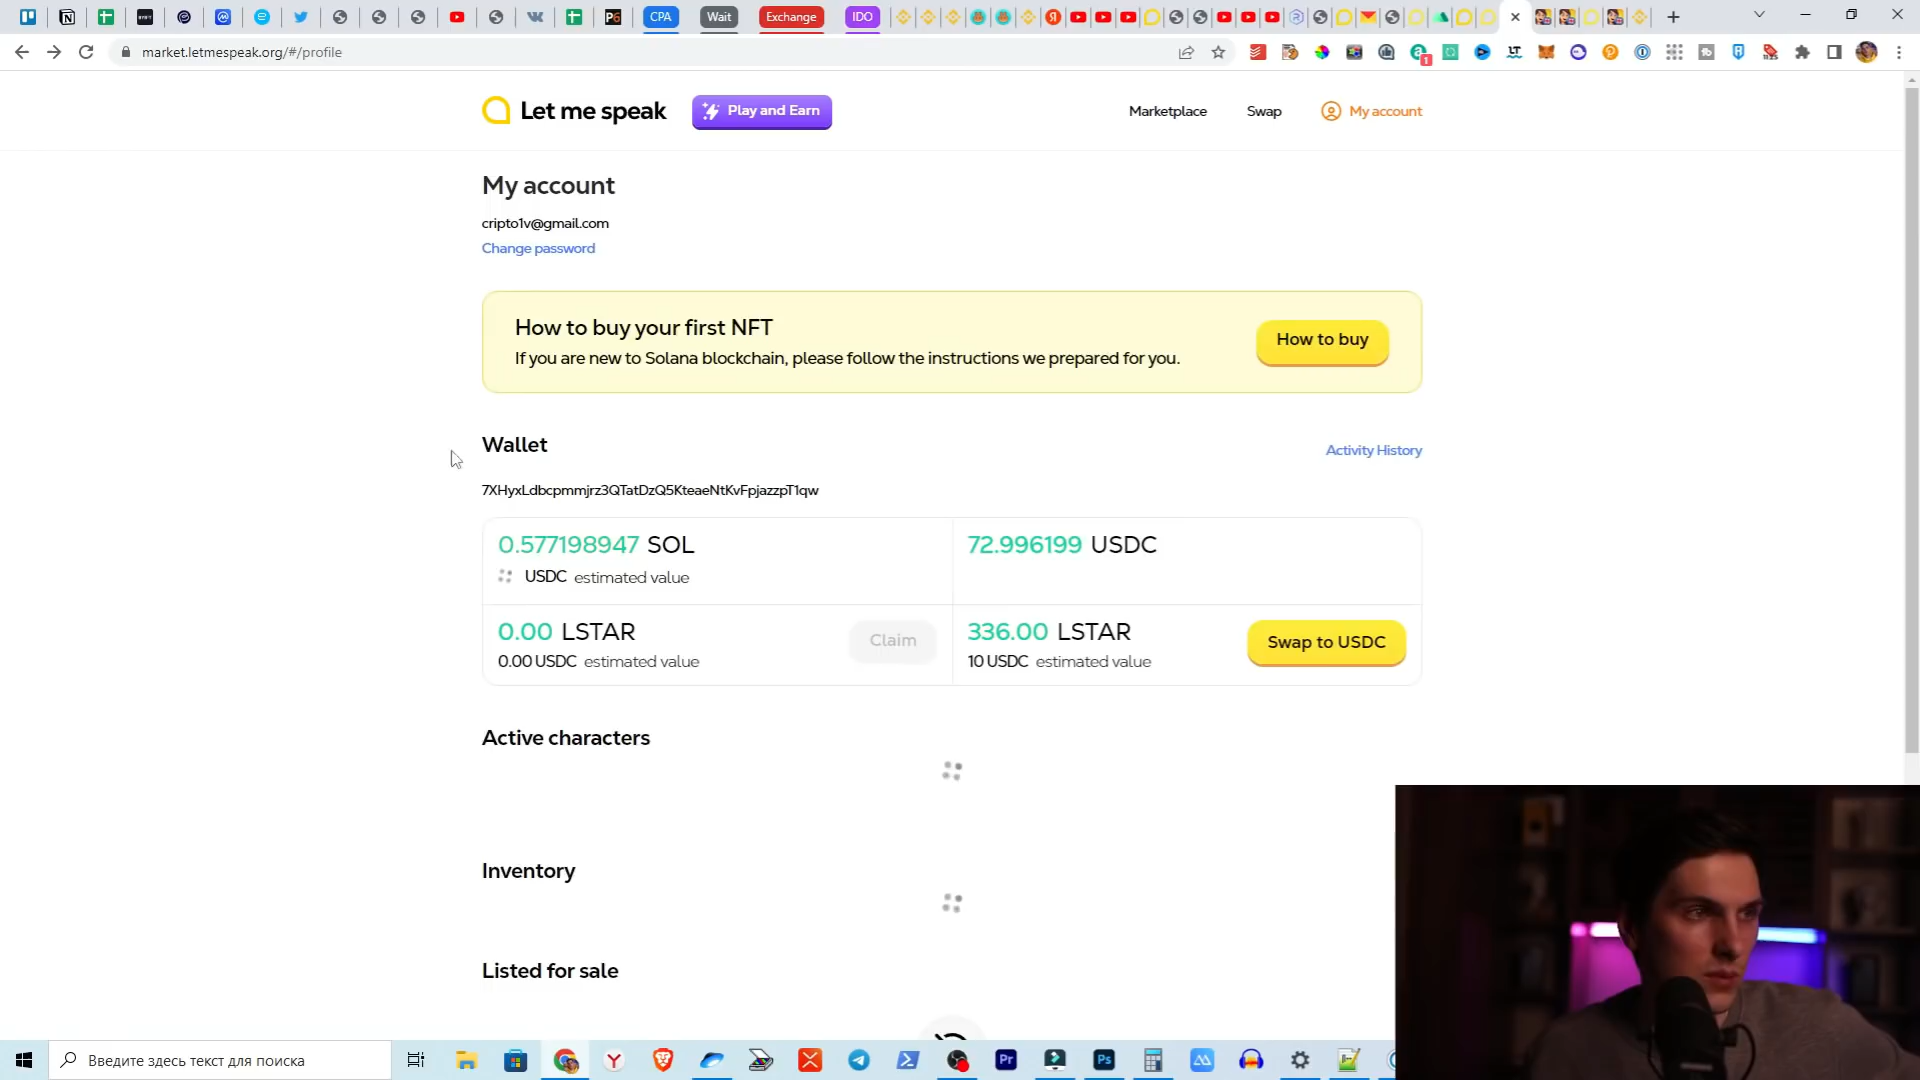 CPA
Wait
Exchange
IDO
market.letmespeak.org/#/profile
1
Let me speak
Play and Earn
Marketplace
Swap
My account
My account
cripto1v@gmail.com
Change password
How to buy your first NFT
If you are new to Solana blockchain, please follow the instructions we prepared for you.
How to buy
Wallet
Activity History
7XHyxLdbcpmmjrz3QTatDzQ5KteaeNtKvFpjazzpT1qw
0.577198947 SOL
USDC estimated value
72.996199 USDC
0.00 LSTAR
0.00 USDC estimated value
Claim
336.00 LSTAR
10 USDC estimated value
Swap to USDC
Active characters
Inventory
Listed for sale
Введите здесь текст для поиска
Pr
Ps